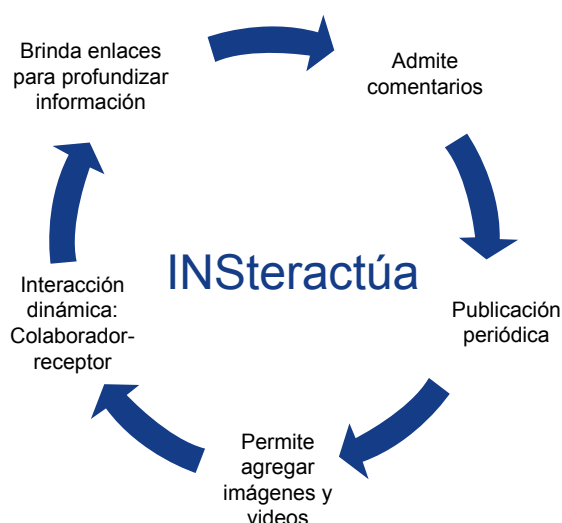 Brinda enlaces
para profundizar
información
Admite
comentarios
INSteractúa
Publicación
periódica
Interacción
dinámica:
Colaborador-
receptor
Permite
agregar
imágenes y
videos